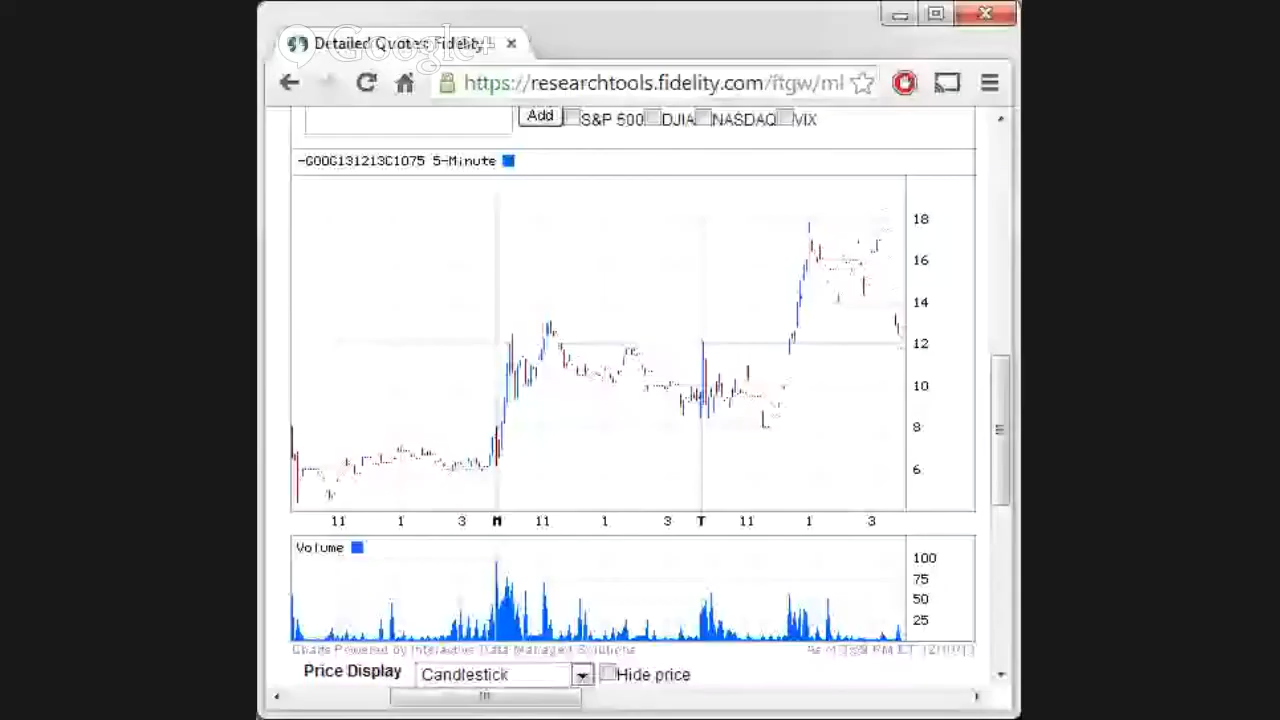 Detailed Quotes: Fidelity
Google+
https://researchtools.fidelity.com/ftgw/ml
Add S&P 500 DJIA NASDAQ VIX
-GOOG131213C1075 5-Minute
18
16
14
12
10
8
6
11 1 3 M 11 1 3 T 11 1 3
Volume
100
75
50
25
Charts Powered by Interactive Data Managed Solutions
Price Display Candlestick Hide price